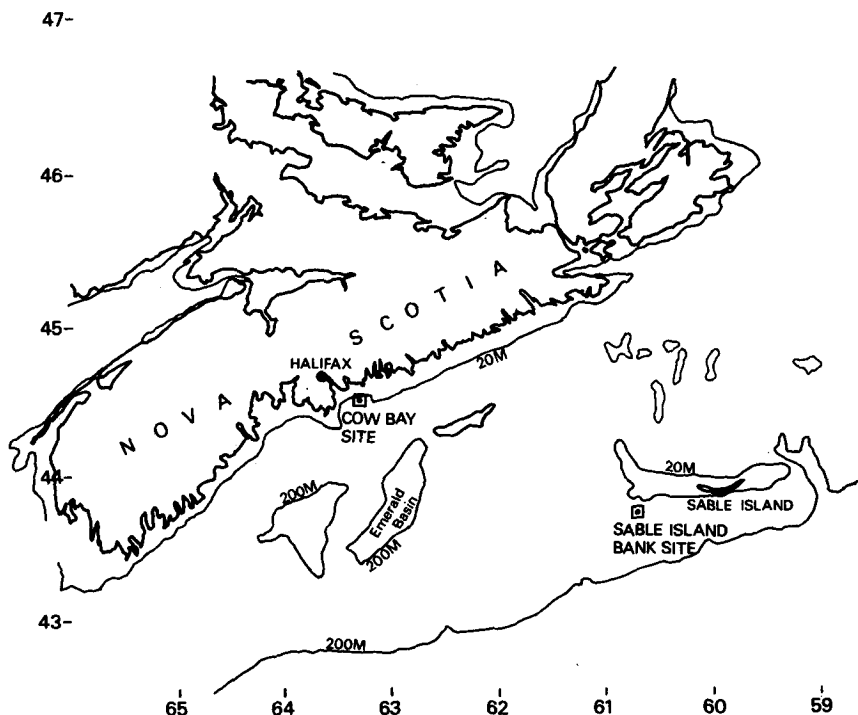 47
46
45
44
43
NOVA SCOTIA
HALIFAX
20M
COW BAY
SITE
200M
Emerald
Basin
200M
20M
SABLE ISLAND
SABLE ISLAND
BANK SITE
200M
65 64 63 62 61 60 59